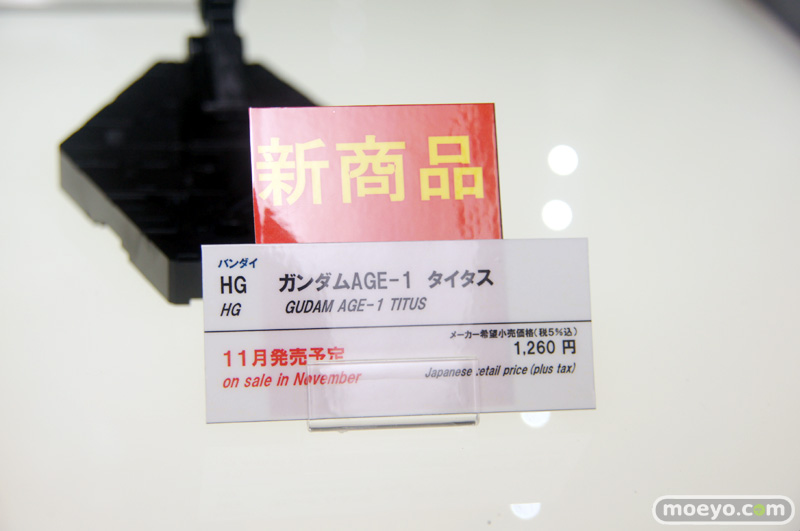 新商品
バンダイ
HG ガンダムAGE-1 タイタス
HG GUDAM AGE-1 TITUS
メーカー希望小売価格(税5%込)
11月発売予定 1,260 円
on sale in November Japanese retail price (plus tax)
moeyo.com